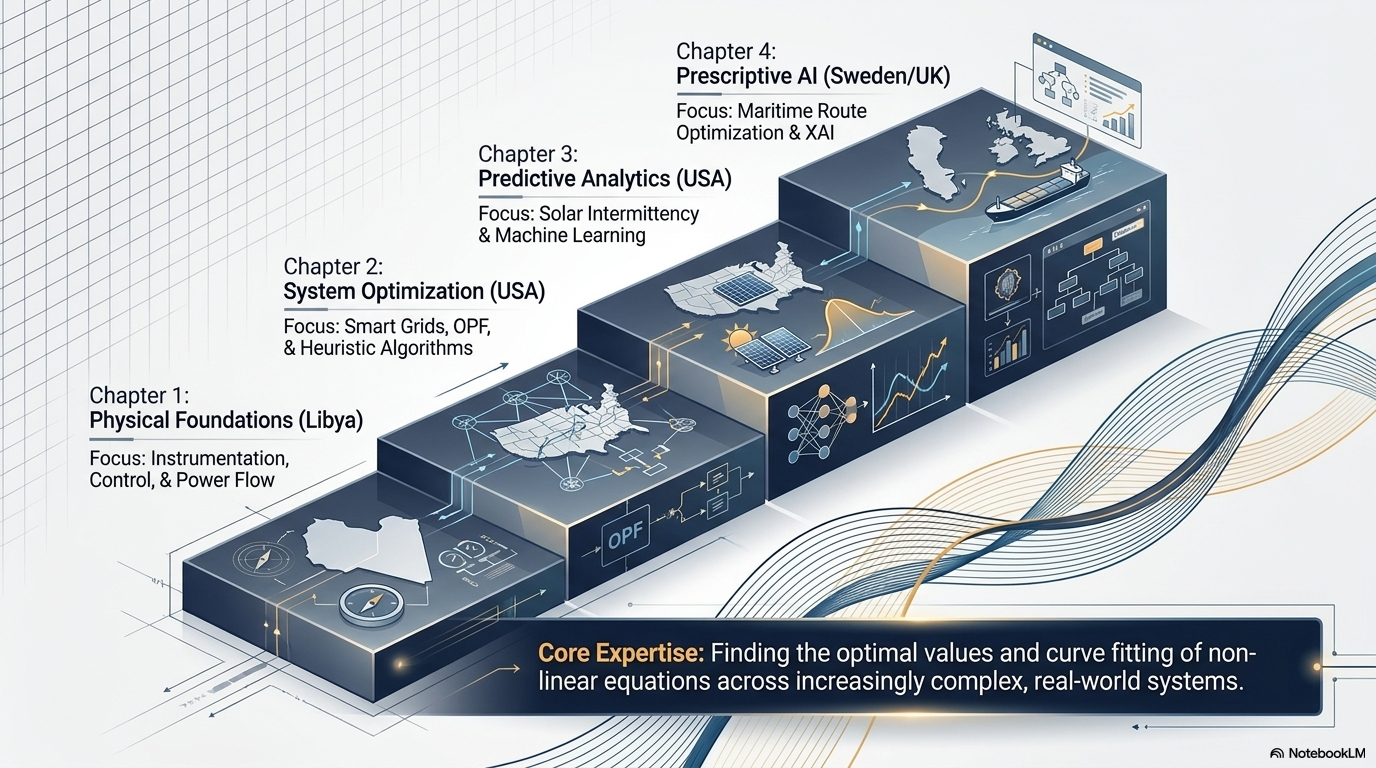 Chapter 4:
Prescriptive AI (Sweden/UK)
Focus: Maritime Route
Optimization & XAI
Chapter 3:
Predictive Analytics (USA)
Focus: Solar Intermittency
& Machine Learning
Chapter 2:
System Optimization (USA)
Focus: Smart Grids, OPF,
& Heuristic Algorithms
Chapter 1:
Physical Foundations (Libya)
Focus: Instrumentation,
Control, & Power Flow
OPF
Core Expertise: Finding the optimal values and curve fitting of non-
linear equations across increasingly complex, real-world systems.
NotebookLM